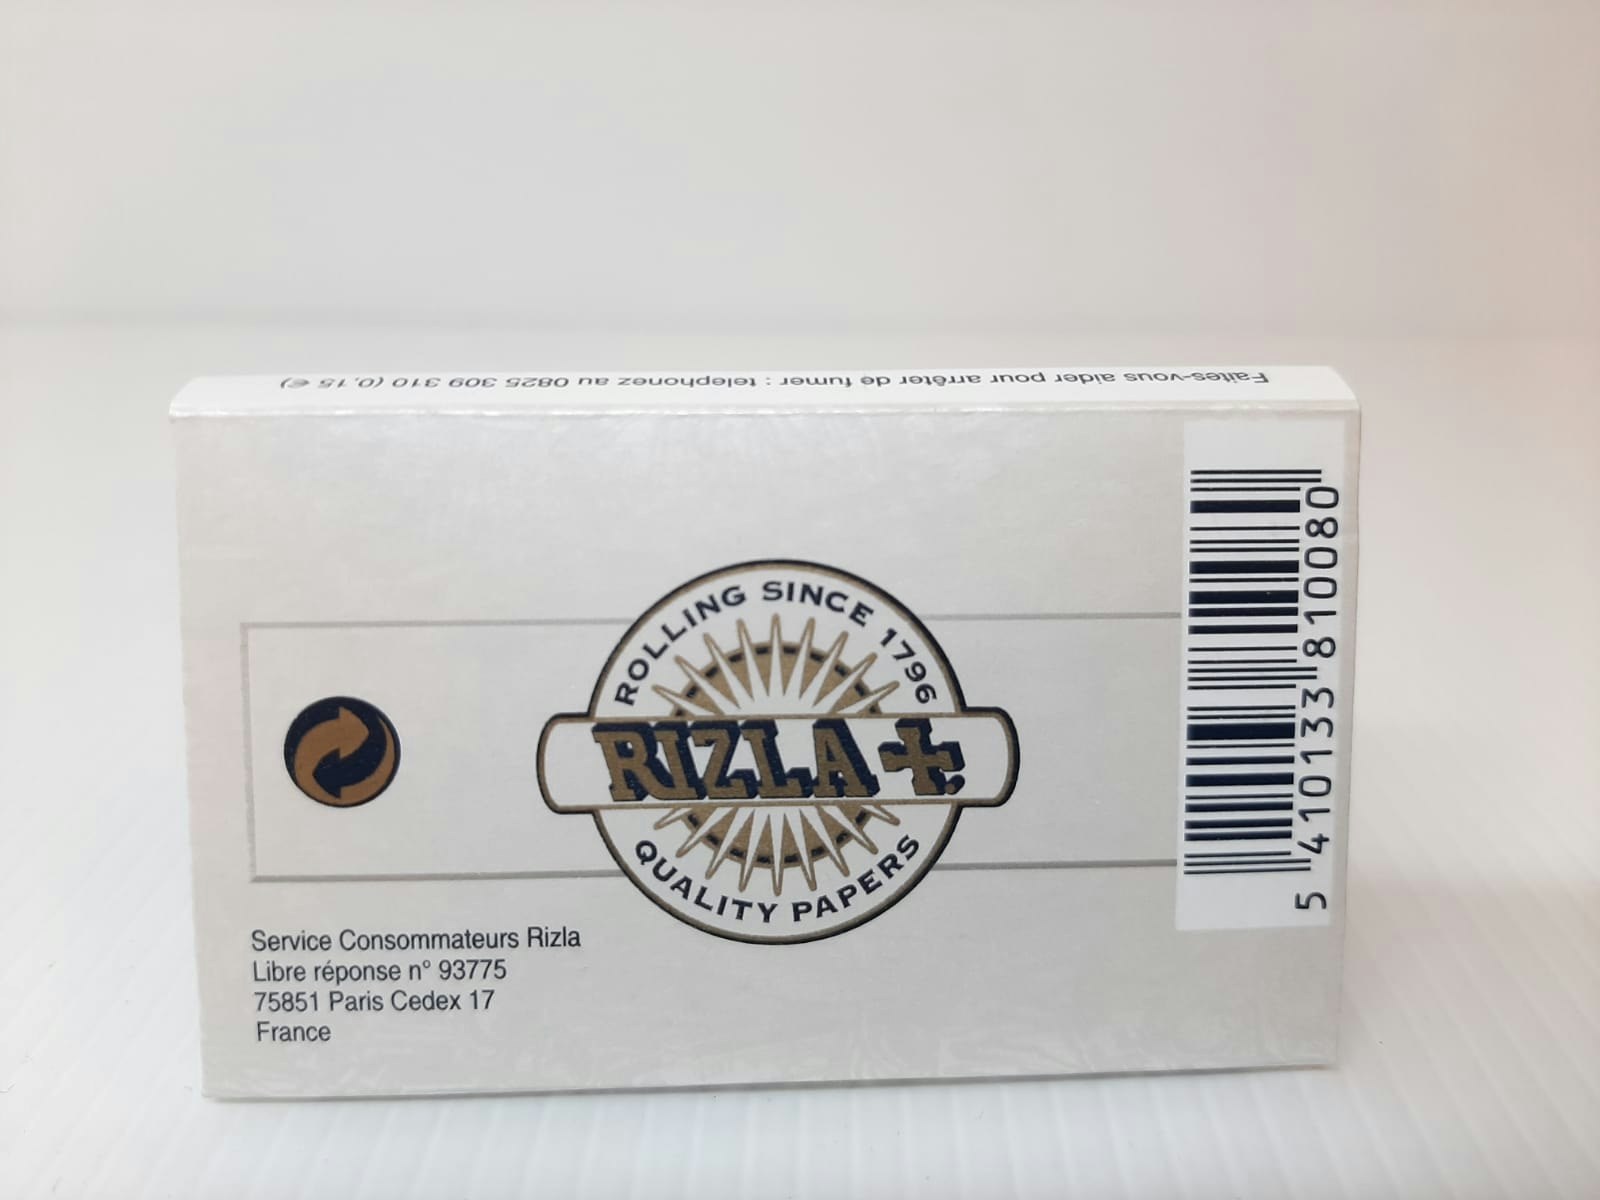 Faites-vous aider pour arrêter de fumer : telephonez au 0825 309 310 (0,15 €)
ROLLING SINCE 1796
RIZLA+.
QUALITY PAPERS
Service Consommateurs Rizla
Libre réponse n° 93775
75851 Paris Cedex 17
France
5 410133 810080